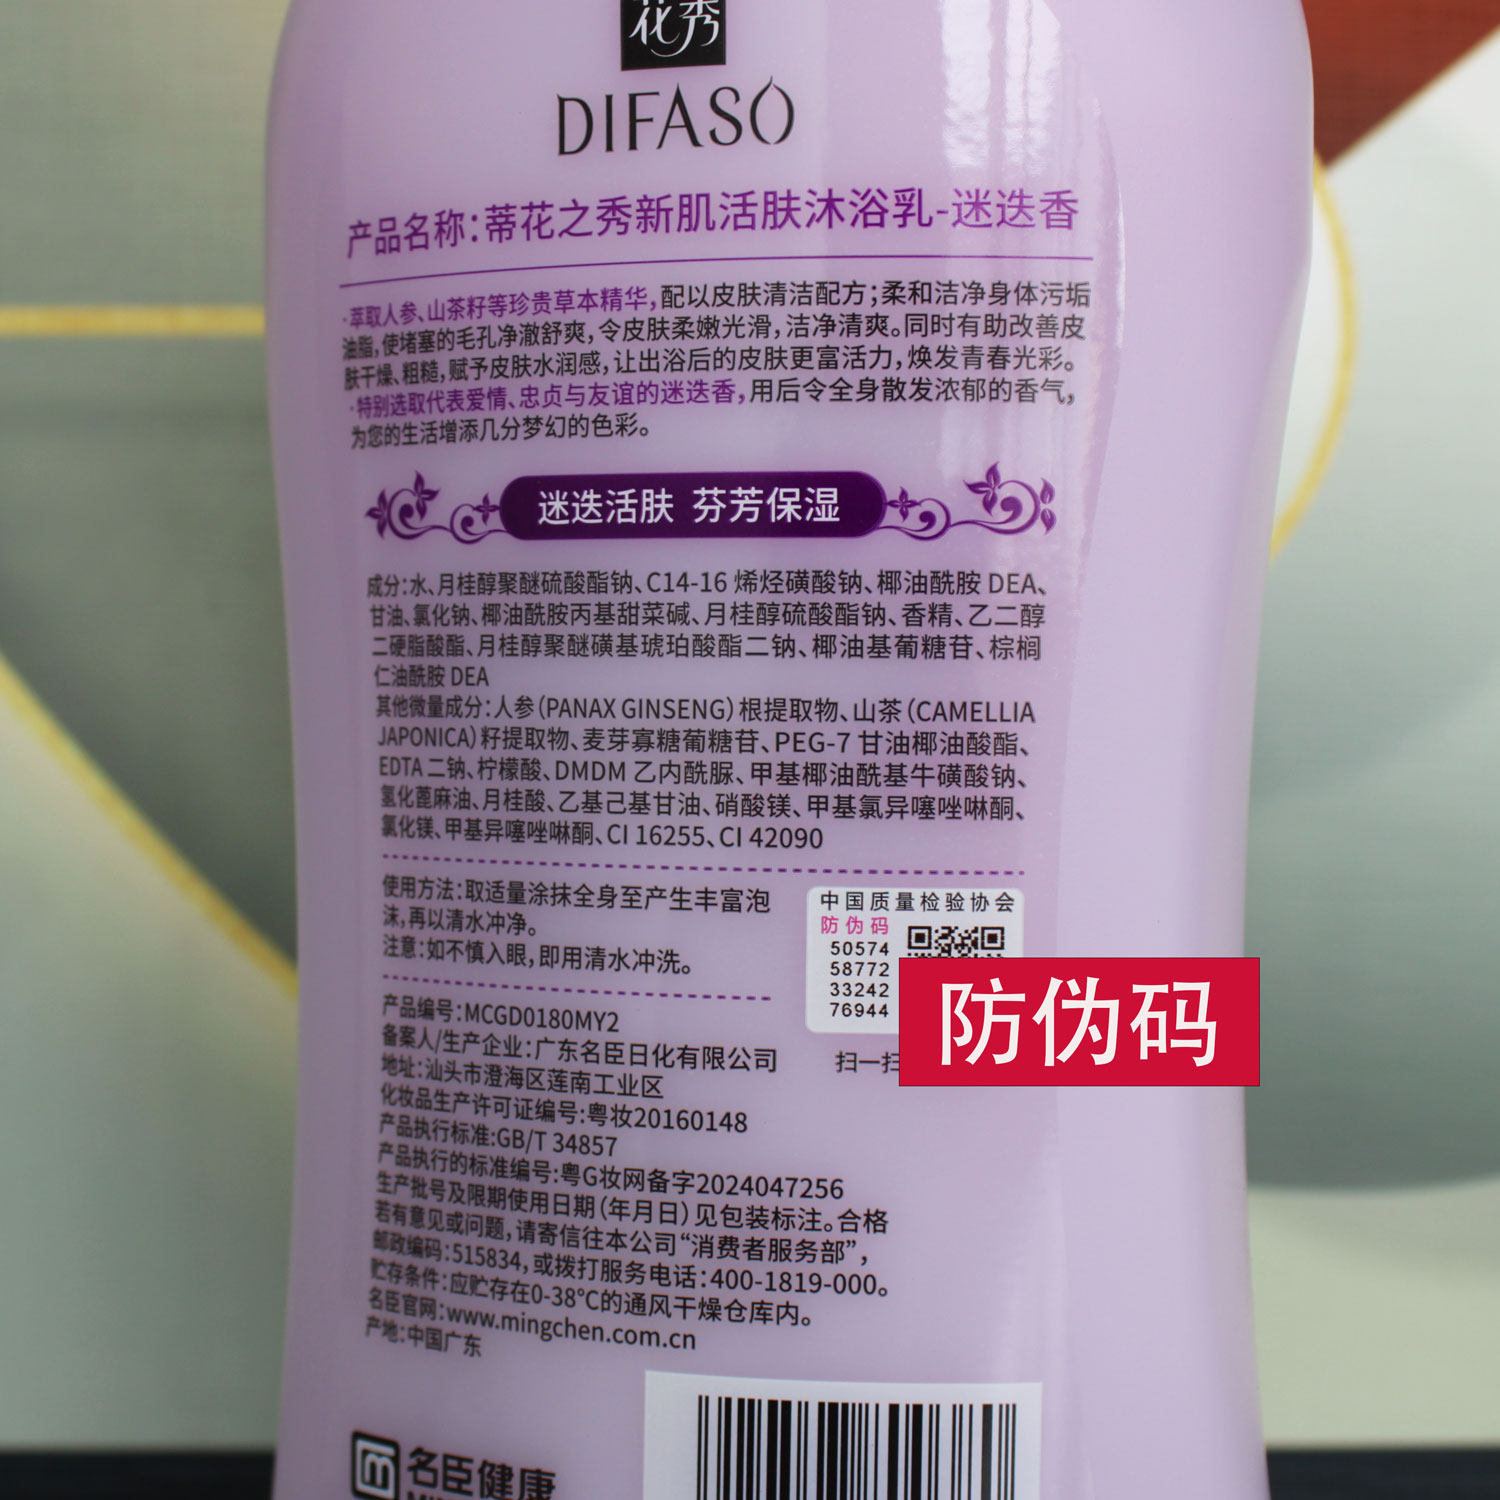 花秀
DIFASO
产品名称:蒂花之秀新肌活肤沐浴乳-迷迭香
·萃取人参、山茶籽等珍贵草本精华,配以皮肤清洁配方;柔和洁净身体污垢
油脂,使堵塞的毛孔净澈舒爽,令皮肤柔嫩光滑,洁净清爽。同时有助改善皮
肤干燥、粗糙,赋予皮肤水润感,让出浴后的皮肤更富活力,焕发青春光彩。
·特别选取代表爱情、忠贞与友谊的迷迭香,用后令全身散发浓郁的香气,
为您的生活增添几分梦幻的色彩。
迷迭活肤 芬芳保湿
成分:水、月桂醇聚醚硫酸酯钠、C14-16 烯烃磺酸钠、椰油酰胺 DEA、
甘油、氯化钠、椰油酰胺丙基甜菜碱、月桂醇硫酸酯钠、香精、乙二醇
二硬脂酸酯、月桂醇聚醚磺基琥珀酸酯二钠、椰油基葡糖苷、棕榈
仁油酰胺 DEA
其他微量成分:人参(PANAX GINSENG)根提取物、山茶(CAMELLIA
JAPONICA)籽提取物、麦芽寡糖葡糖苷、PEG-7 甘油椰油酸酯、
EDTA 二钠、柠檬酸、DMDM 乙内酰脲、甲基椰油酰基牛磺酸钠、
氢化蓖麻油、月桂酸、乙基己基甘油、硝酸镁、甲基氯异噻唑啉酮、
氯化镁、甲基异噻唑啉酮、CI 16255、CI 42090
使用方法:取适量涂抹全身至产生丰富泡
沫,再以清水冲净。
注意:如不慎入眼,即用清水冲洗。
中国质量检验协会
防伪码
50574
58772
33242
76944
扫一扫
防伪码
产品编号:MCGD0180MY2
备案人/生产企业:广东名臣日化有限公司
地址:汕头市澄海区莲南工业区
化妆品生产许可证编号:粤妆20160148
产品执行标准:GB/T 34857
产品执行的标准编号:粤G妆网备字2024047256
生产批号及限期使用日期(年月日)见包装标注。合格
若有意见或问题,请寄信往本公司“消费者服务部”,
邮政编码:515834,或拨打服务电话:400-1819-000。
贮存条件:应贮存在0-38℃的通风干燥仓库内。
名臣官网:www.mingchen.com.cn
产地:中国广东
名臣健康